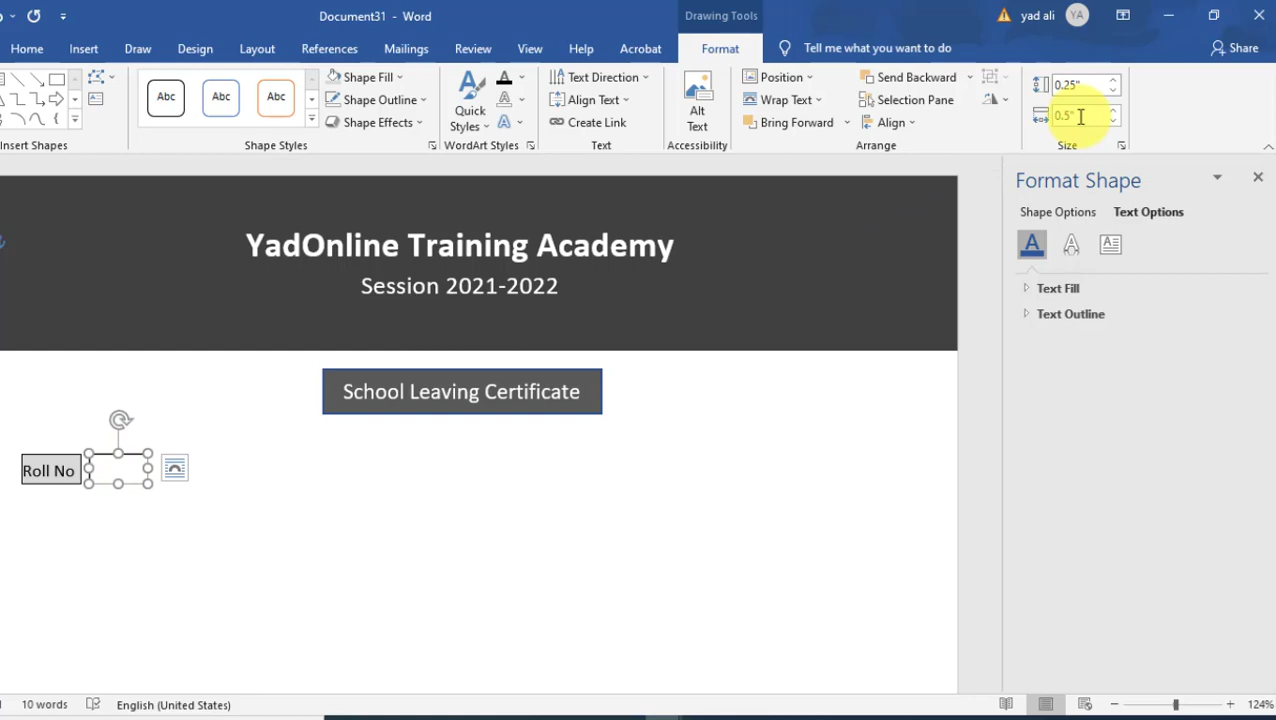 Document31 - Word
Drawing Tools
yad ali
YA
Home Insert Draw Design Layout References Mailings Review View Help Acrobat Format Tell me what you want to do Share
Abc Abc Abc
Shape Fill
Shape Outline
Shape Effects
Quick Styles
Text Direction
Align Text
Create Link
Alt Text
Position
Wrap Text
Bring Forward
Send Backward
Selection Pane
Align
0.25"
0.5"
Insert Shapes Shape Styles WordArt Styles Text Accessibility Arrange Size
Format Shape
Shape Options Text Options
Text Fill
Text Outline
YadOnline Training Academy
Session 2021-2022
School Leaving Certificate
Roll No
10 words English (United States) 124%